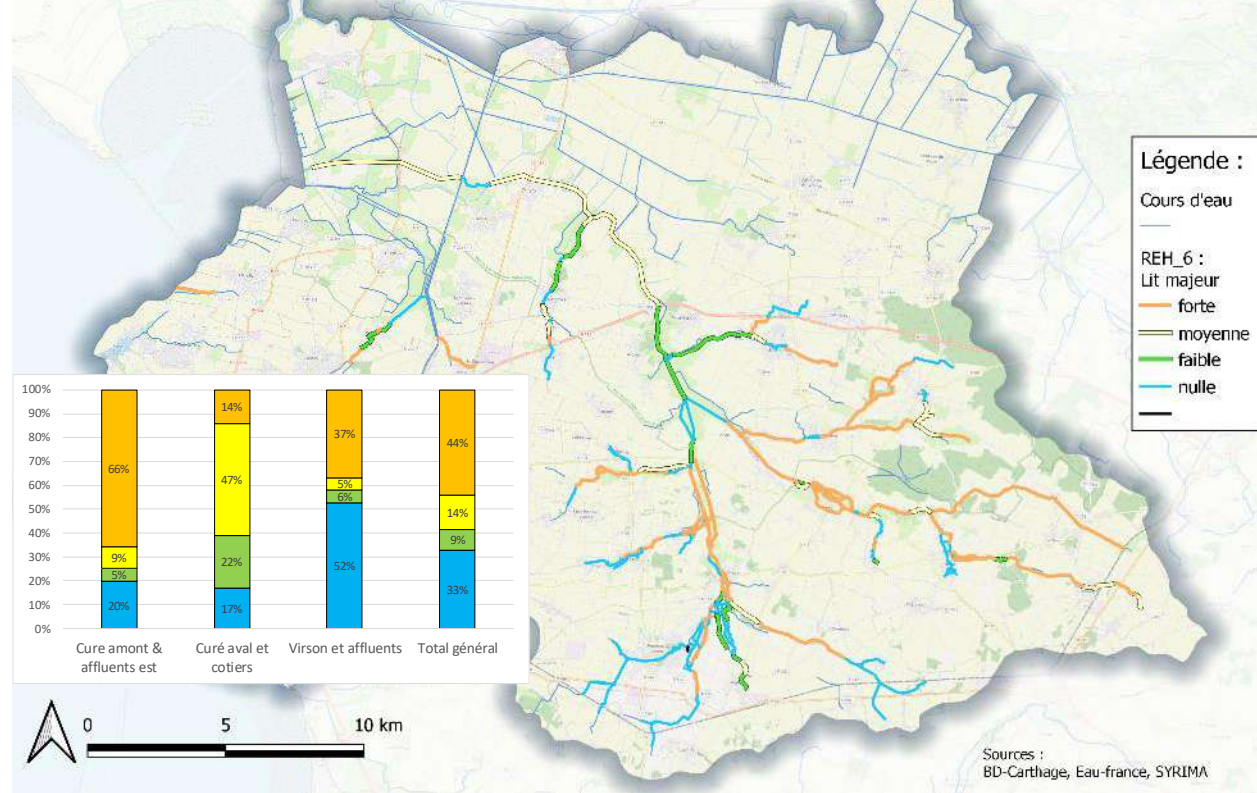 Légende :
Cours d'eau
REH_6 :
Lit majeur
forte
moyenne
faible
nulle
100%
90%
80%
70%
60%
50%
40%
30%
20%
10%
0%
66%
9%
5%
20%
14%
47%
22%
17%
37%
5%
6%
52%
44%
14%
9%
33%
Cure amont &
affluents est
Curé aval et
cotiers
Virson et affluents
Total général
0 5 10 km
Sources :
BD-Carthage, Eau-france, SYRIMA